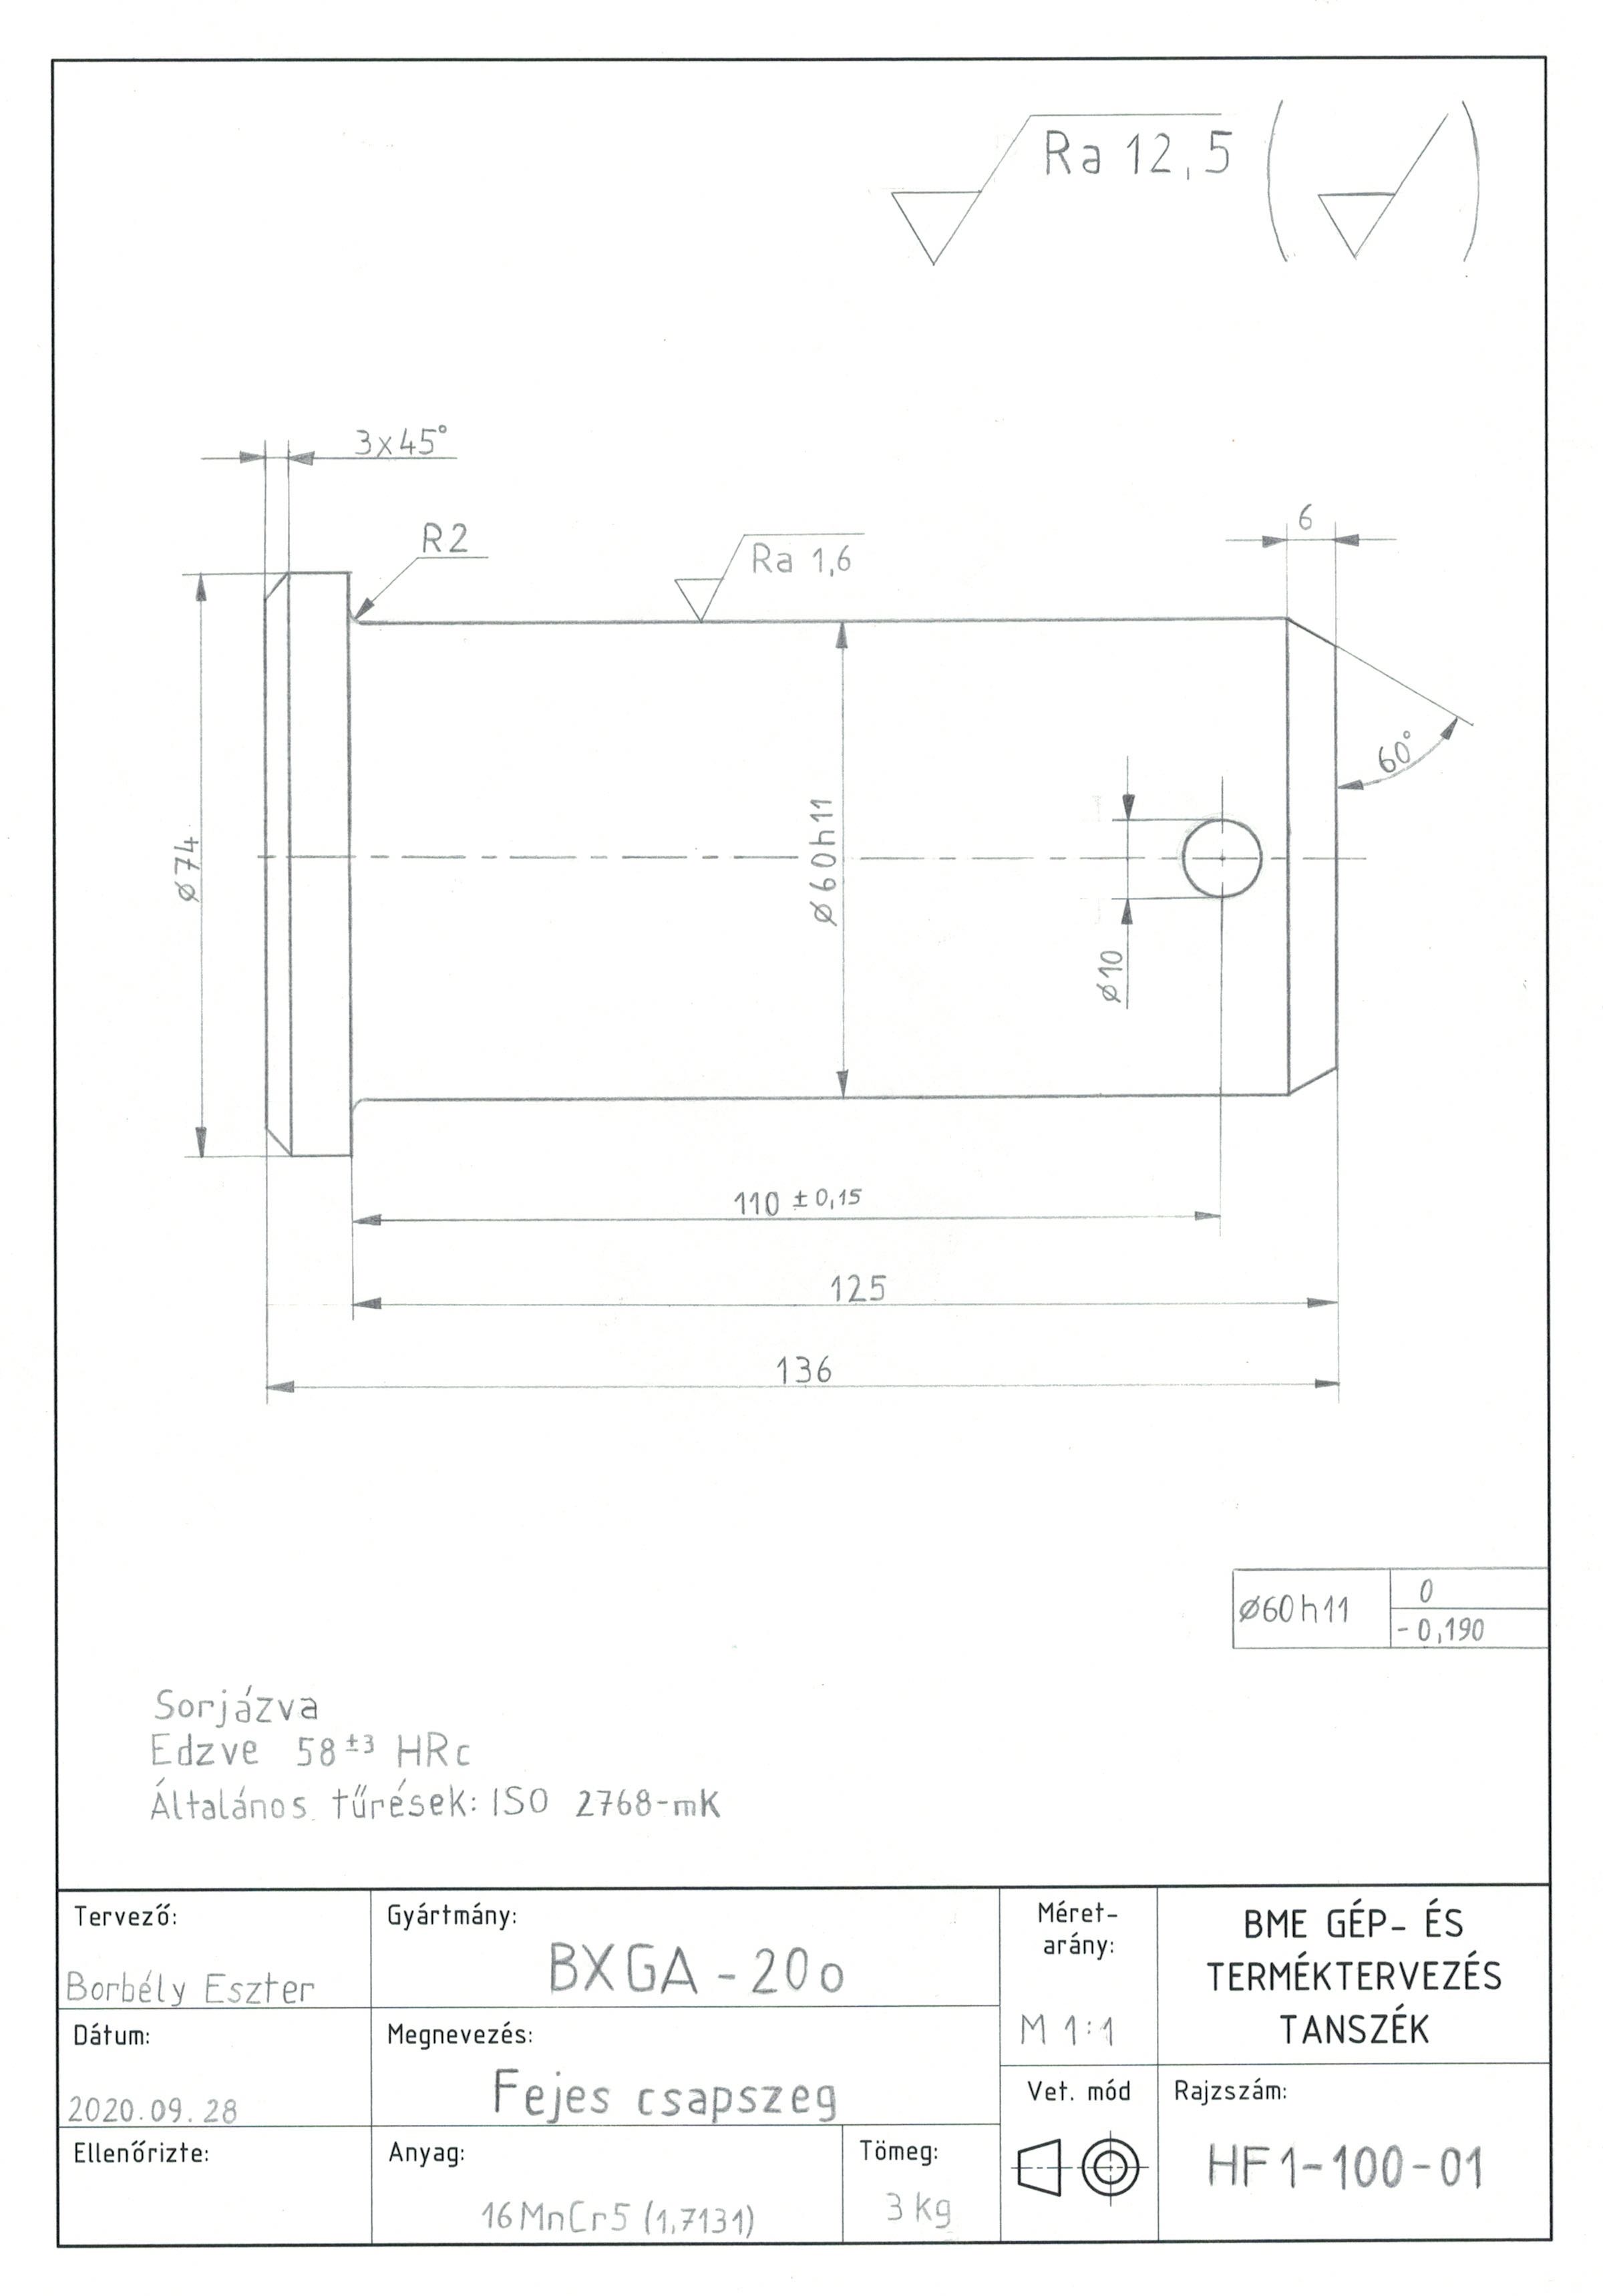 Ra 12,5
3x45°
R2
Ra 1,6
6
60°
ø74
ø60h11
ø10
110 ±0,15
125
136
ø60h11
0
-0,190
Sorjázva
Edzve 58±3 HRc
Általános tűrések: ISO 2768-mK
Tervező:
Borbély Eszter
Gyártmány:
BXGA-20o
Méret-
arány:
M 1:1
BME GÉP- ÉS
TERMÉKTERVEZÉS
TANSZÉK
Dátum:
2020.09.28
Megnevezés:
Fejes csapszeg
Vet. mód
Rajzszám:
HF1-100-01
Ellenőrizte:
Anyag:
16MnCr5 (1,7131)
Tömeg:
3 kg